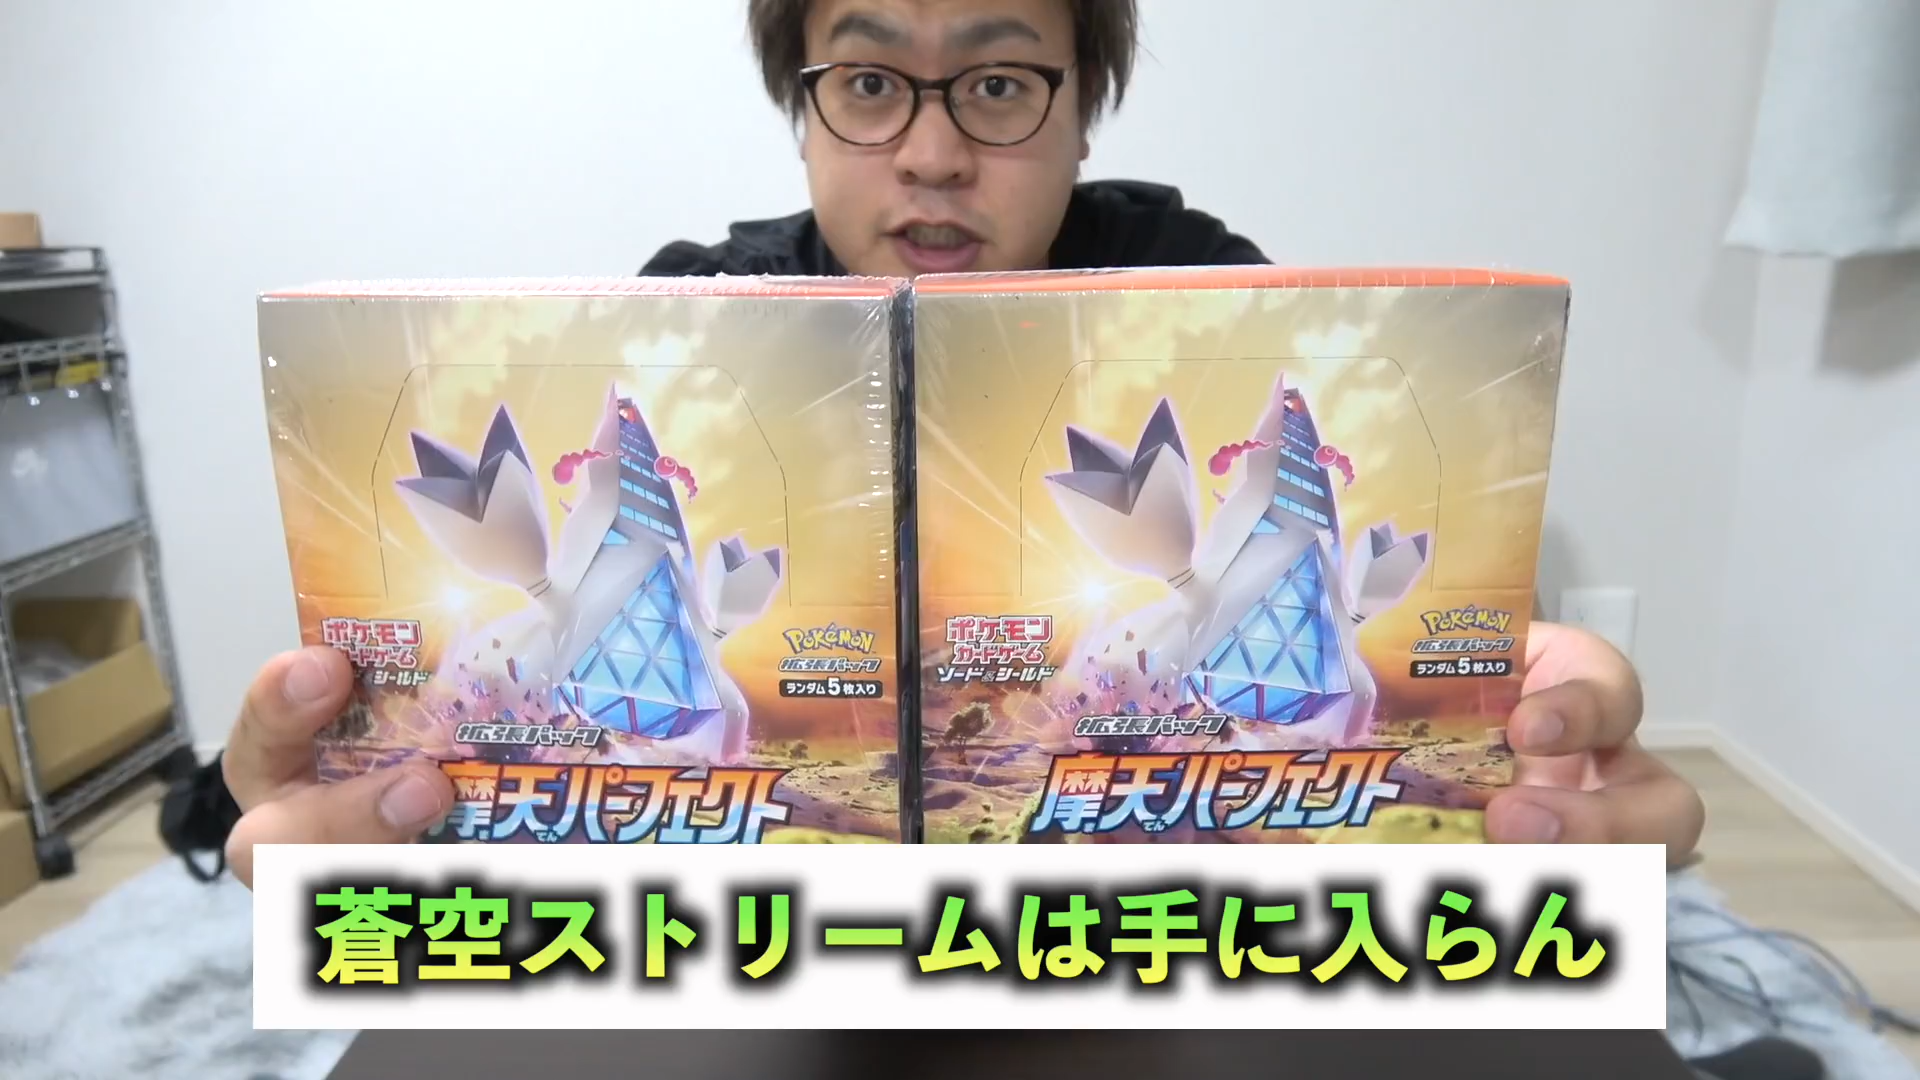 ポケモン
カードゲーム
シールド
Pokémon
拡張パック
ランダム5枚入り
拡張パック
摩天パーフェクト
てん
ポケモン
カードゲーム
ソード&シールド
Pokémon
拡張パック
ランダム5枚入り
拡張パック
摩天パーフェクト
ま てん
蒼空ストリームは手に入らん